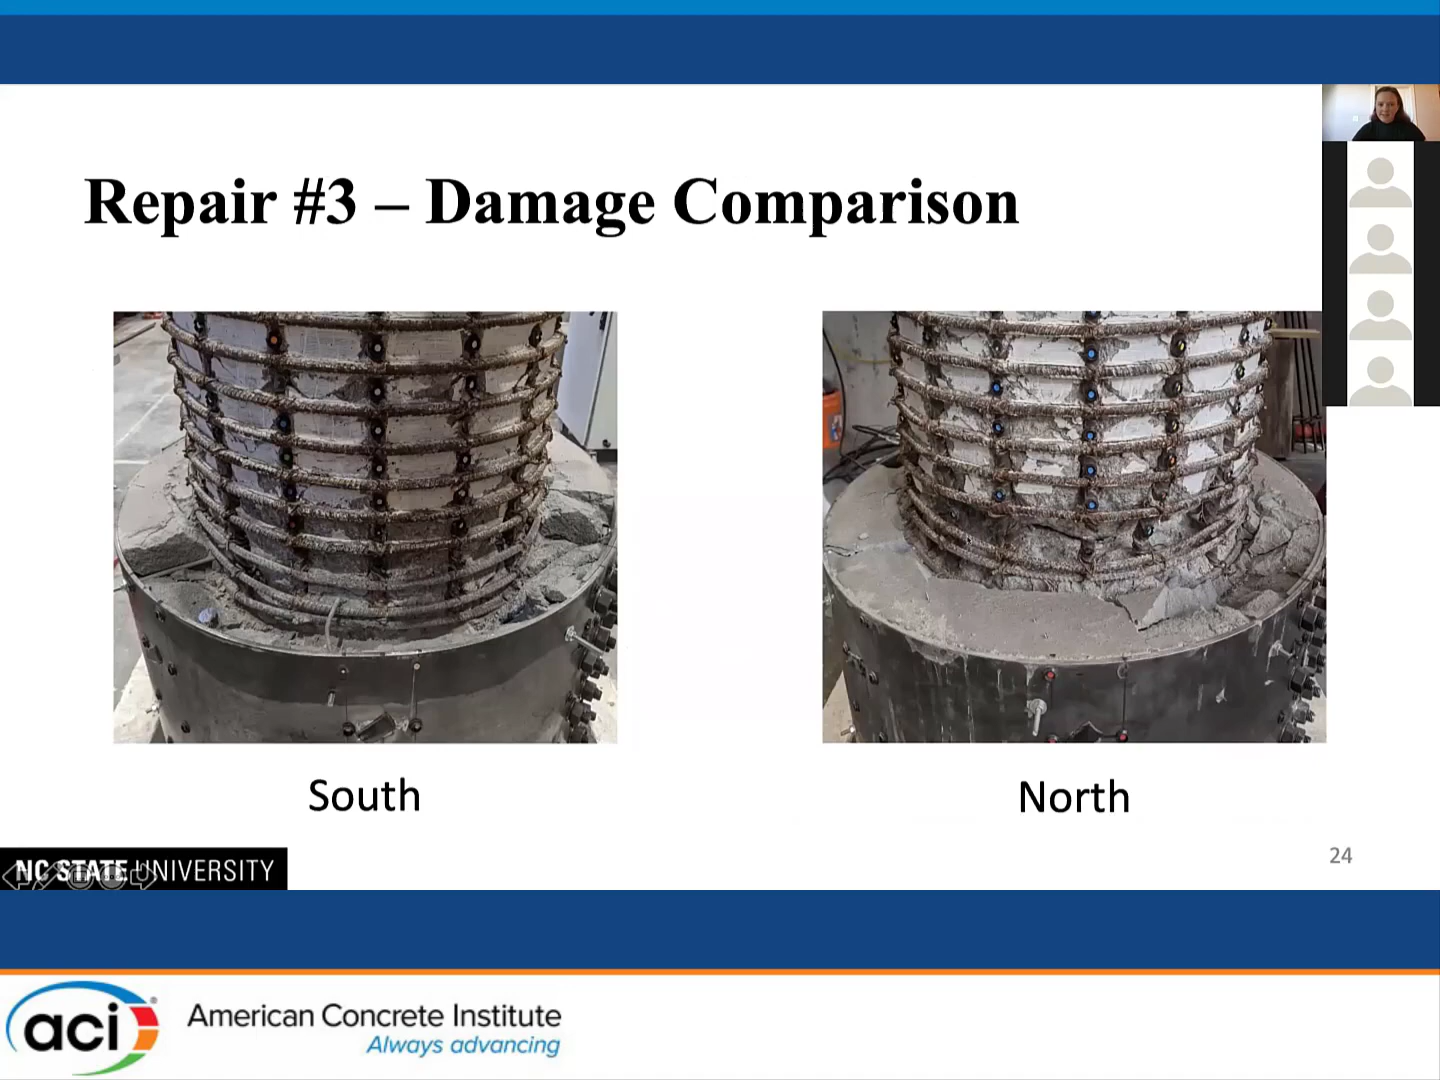 Repair #3 – Damage Comparison
South
North
NC STATE UNIVERSITY
24
aci
®
American Concrete Institute
Always advancing